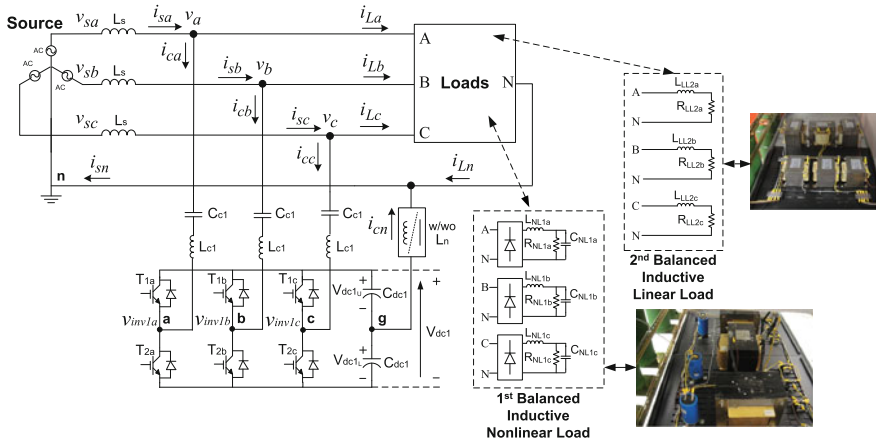 Source
v_sa L_s i_sa v_a i_La
AC
i_ca A
AC
v_sb L_s i_sb v_b i_Lb
AC
B Loads N
i_cb
v_sc L_s i_sc v_c i_Lc
C
i_cc
n i_sn i_Ln
C_c1 C_c1 C_c1
i_cn w/wo L_n
L_c1 L_c1 L_c1
T_1a T_1b T_1c
+ V_dc1U − C_dc1 +
v_inv1a a v_inv1b b v_inv1c c g
V_dc1
T_2a T_2b T_2c
+ V_dc1L − C_dc1 −
A L_NL1a
R_NL1a C_NL1a
N
B L_NL1b
R_NL1b C_NL1b
N
C L_NL1c
R_NL1c C_NL1c
N
1st Balanced
Inductive
Nonlinear Load
A L_LL2a
R_LL2a
N
B L_LL2b
R_LL2b
N
C L_LL2c
R_LL2c
N
2nd Balanced
Inductive
Linear Load